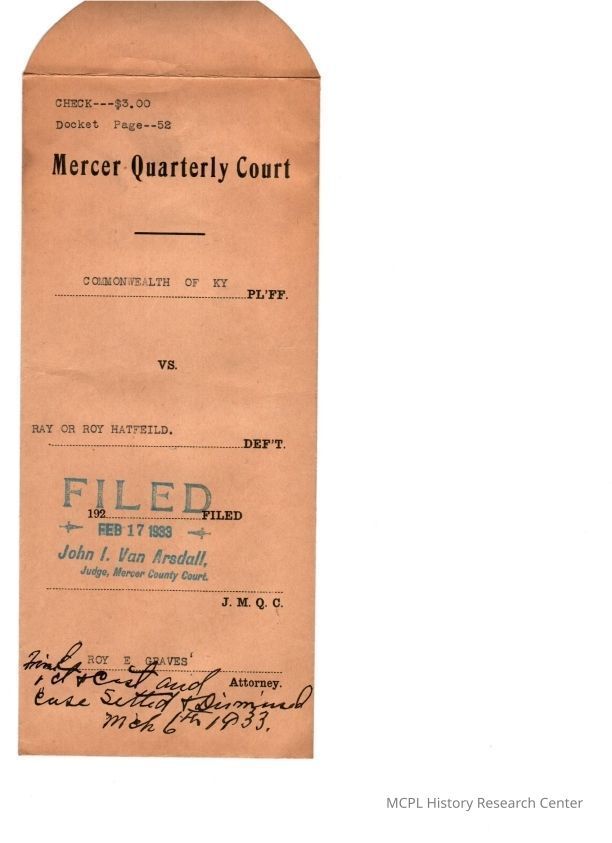 CHECK---$3.00
Docket Page--52
Mercer Quarterly Court
COMMONWEALTH OF KY
PL'FF.
VS.
RAY OR ROY HATFEILD.
DEF'T.
FILED
192 FILED
FEB 17 1933
John I. Van Arsdall,
Judge, Mercer County Court.
J. M. Q. C.
ROY E GRAVES'
Attorney.
1 ct & Cost and
Case Settled & Dismissed
Mch 6th 1933.
MCPL History Research Center